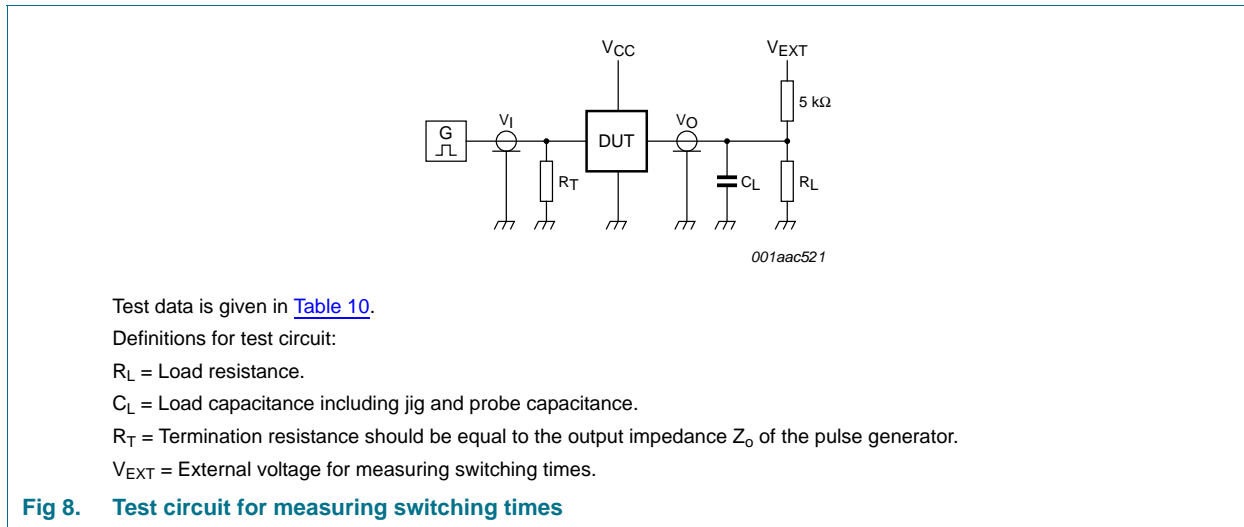 VCC
VEXT
5 kΩ
G
VI
DUT
VO
RT
CL
RL
001aac521
Test data is given in Table 10.
Definitions for test circuit:
RL = Load resistance.
CL = Load capacitance including jig and probe capacitance.
RT = Termination resistance should be equal to the output impedance Zo of the pulse generator.
VEXT = External voltage for measuring switching times.
Fig 8. Test circuit for measuring switching times